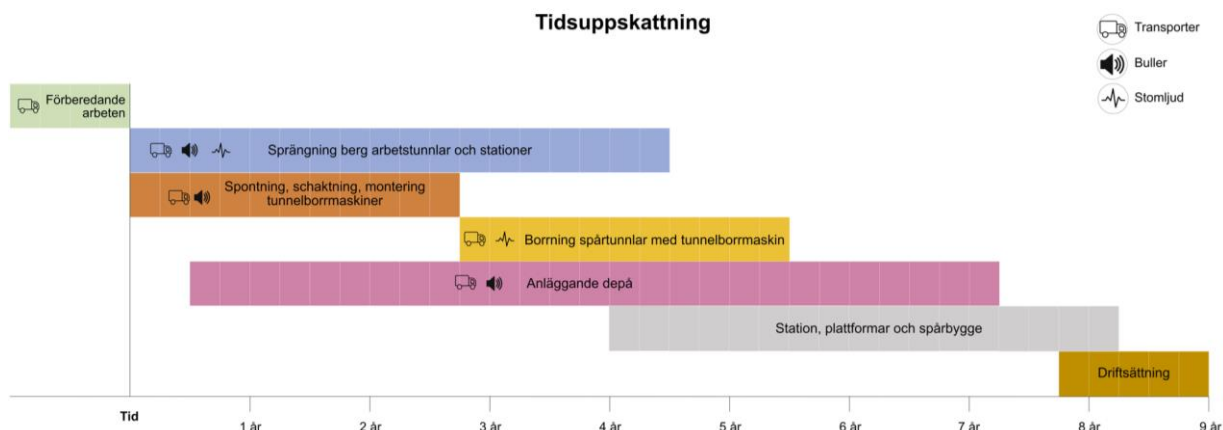 Tidsuppskattning
Transporter
Buller
Stomljud
Förberedande
arbeten
Sprängning berg arbetstunnlar och stationer
Spontning, schaktning, montering
tunnelborrmaskiner
Borrning spårtunnlar med tunnelborrmaskin
Anläggande depå
Station, plattformar och spårbygge
Driftsättning
Tid
1 år
2 år
3 år
4 år
5 år
6 år
7 år
8 år
9 år